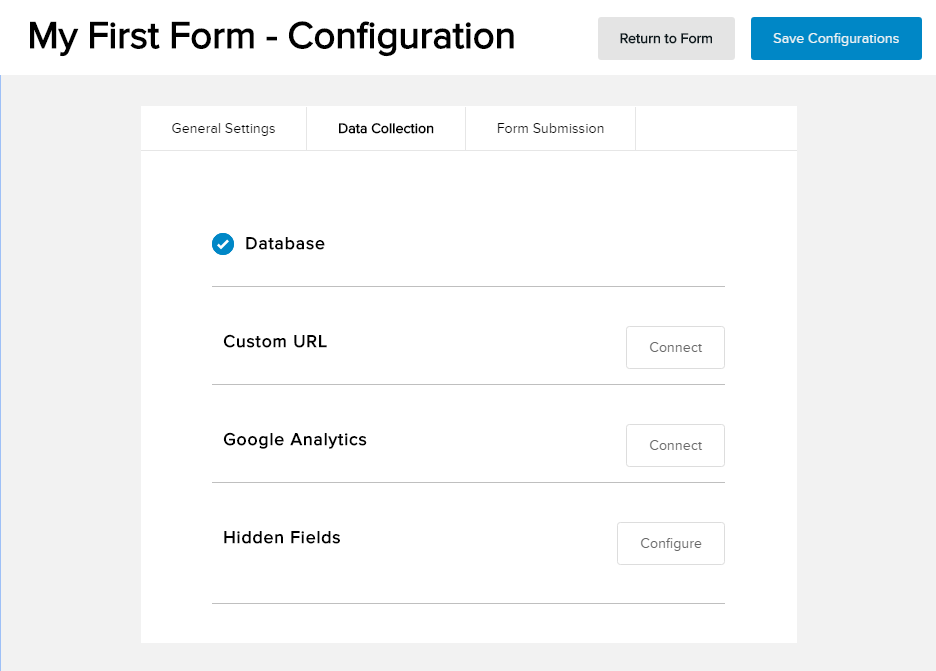 My First Form - Configuration
Return to Form
Save Configurations
General Settings
Data Collection
Form Submission
Database
Custom URL
Connect
Google Analytics
Connect
Hidden Fields
Configure